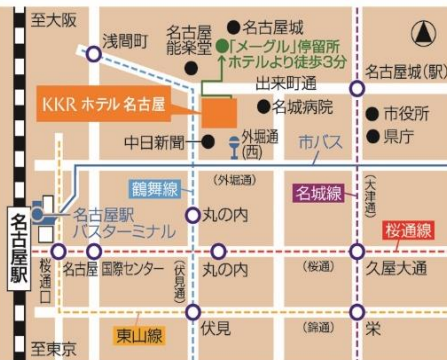 至大阪
浅間町
名古屋
能楽堂
名古屋城
「メーグル」停留所
ホテルより徒歩3分
出来町通
名古屋城(駅)
KKR ホテル 名古屋
名城病院
市役所
県庁
中日新聞
外堀通
(西)
市バス
(外堀通)
鶴舞線
名城線
(大津通)
名古屋駅
名古屋駅
バスターミナル
丸の内
桜通線
桜通口
名古屋 国際センター
(伏見通)
丸の内
(桜通)
久屋大通
東山線
伏見
(錦通)
栄
至東京